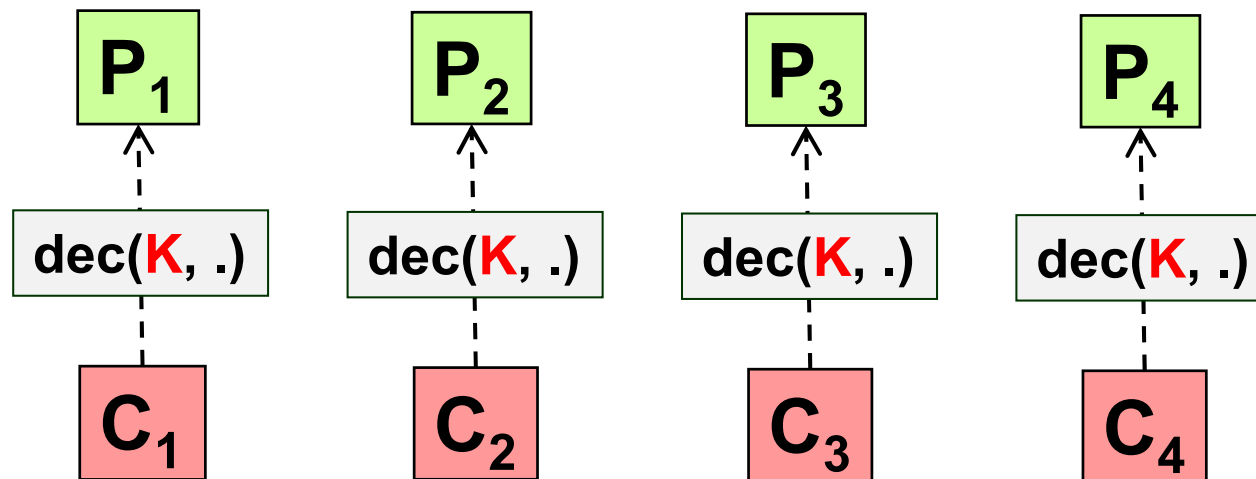 P₁ P₂ P₃ P₄
dec(K, .) dec(K, .) dec(K, .) dec(K, .)
C₁ C₂ C₃ C₄